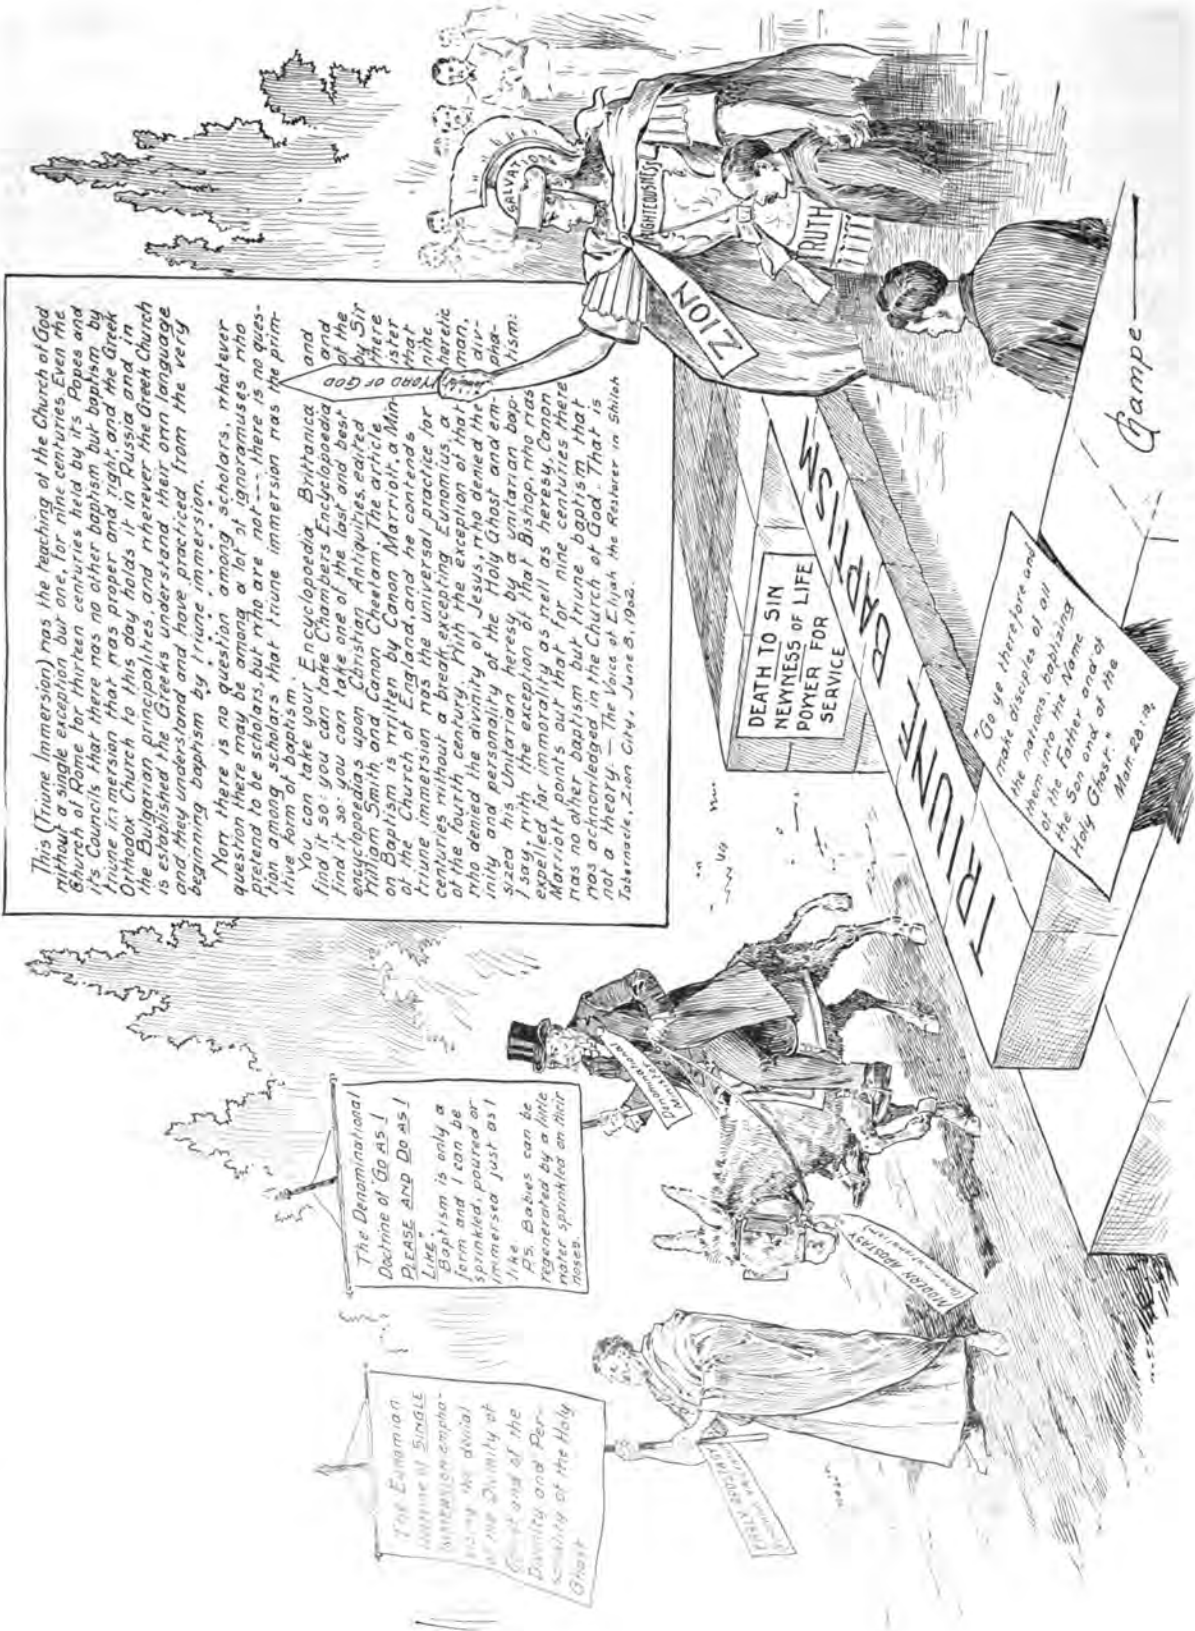 The Eunomian
Doctrine of SINGLE
IMMERSION empha-
sizing the denial
of the Divinity of
Christ and of the
Divinity and Per-
sonality of the Holy
Ghost
EARLY APOSTASY
The Denominational
Doctrine of "GO AS I
PLEASE AND DO AS I
LIKE"
Baptism is only a
form and I can be
sprinkled, poured or
immersed just as I
like
P.S. Babies can be
regenerated by a little
water sprinkled on their
noses.
Denominational
Minister
MODERN APOSTASY
(Denominationalism)
This (Triune Immersion) was the teaching of the Church of God
without a single exception but one, for nine centuries. Even the
Church of Rome for thirteen centuries held by it's Popes and
it's Councils that there was no other baptism but baptism by
triune immersion that was proper and right, and the Greek
Orthodox Church to this day holds it in Russia and in
the Bulgarian principalities, and wherever the Greek Church
is established the Greeks understand their own language
and they understand and have practiced from the very
beginning baptism by triune immersion.
Now there is no question among scholars, whatever
question there may be among a lot of ignoramuses who
pretend to be scholars, but who are not --- there is no ques-
tion among scholars that triune immersion was the prim-
itive form of baptism.
You can take your Encyclopedia Brittanica and
find it so: you can take Chambers Encyclopaedia and
find it so: you can take one of the last and best of the
encyclopoedias upon Christian Antiquities, edited by Sir
William Smith, and Canon Cheetam. The article there
on Baptism is written by Canon Marriott, a Minister
of the Church of England, and he contends that
triune immersion was the universal practice for nine
centuries without a break, excepting Eunomius, a heretic
of the fourth century. With the exception of that man,
who denied the divinity of Jesus, who denied the div-
inity and personality of the Holy Ghost and empha-
sized his Unitarian heresy by a unitarian baptism:
I say, with the exception of that Bishop, who was
expelled for immorality as well as heresy, Canon
Marriott points out that for nine centuries there
was no other baptism but triune baptism that
was acknowledged in the Church of God. That is
not a theory. — The Voice of Elijah the Restorer in Shiloh
Tabernacle, Zion City, June 8, 1902.
WORD OF GOD
SALVATION
RIGHTEOUSNESS
TRUTH
ZION
DEATH TO SIN
NEWNESS OF LIFE
POWER FOR
SERVICE
TRIUNE BAPTISM
"Go ye therefore and
make disciples of all
the nations, baptizing
them into the Name
of the Father and of
the Son and of the
Holy Ghost."
Matt. 28:19.
Champe